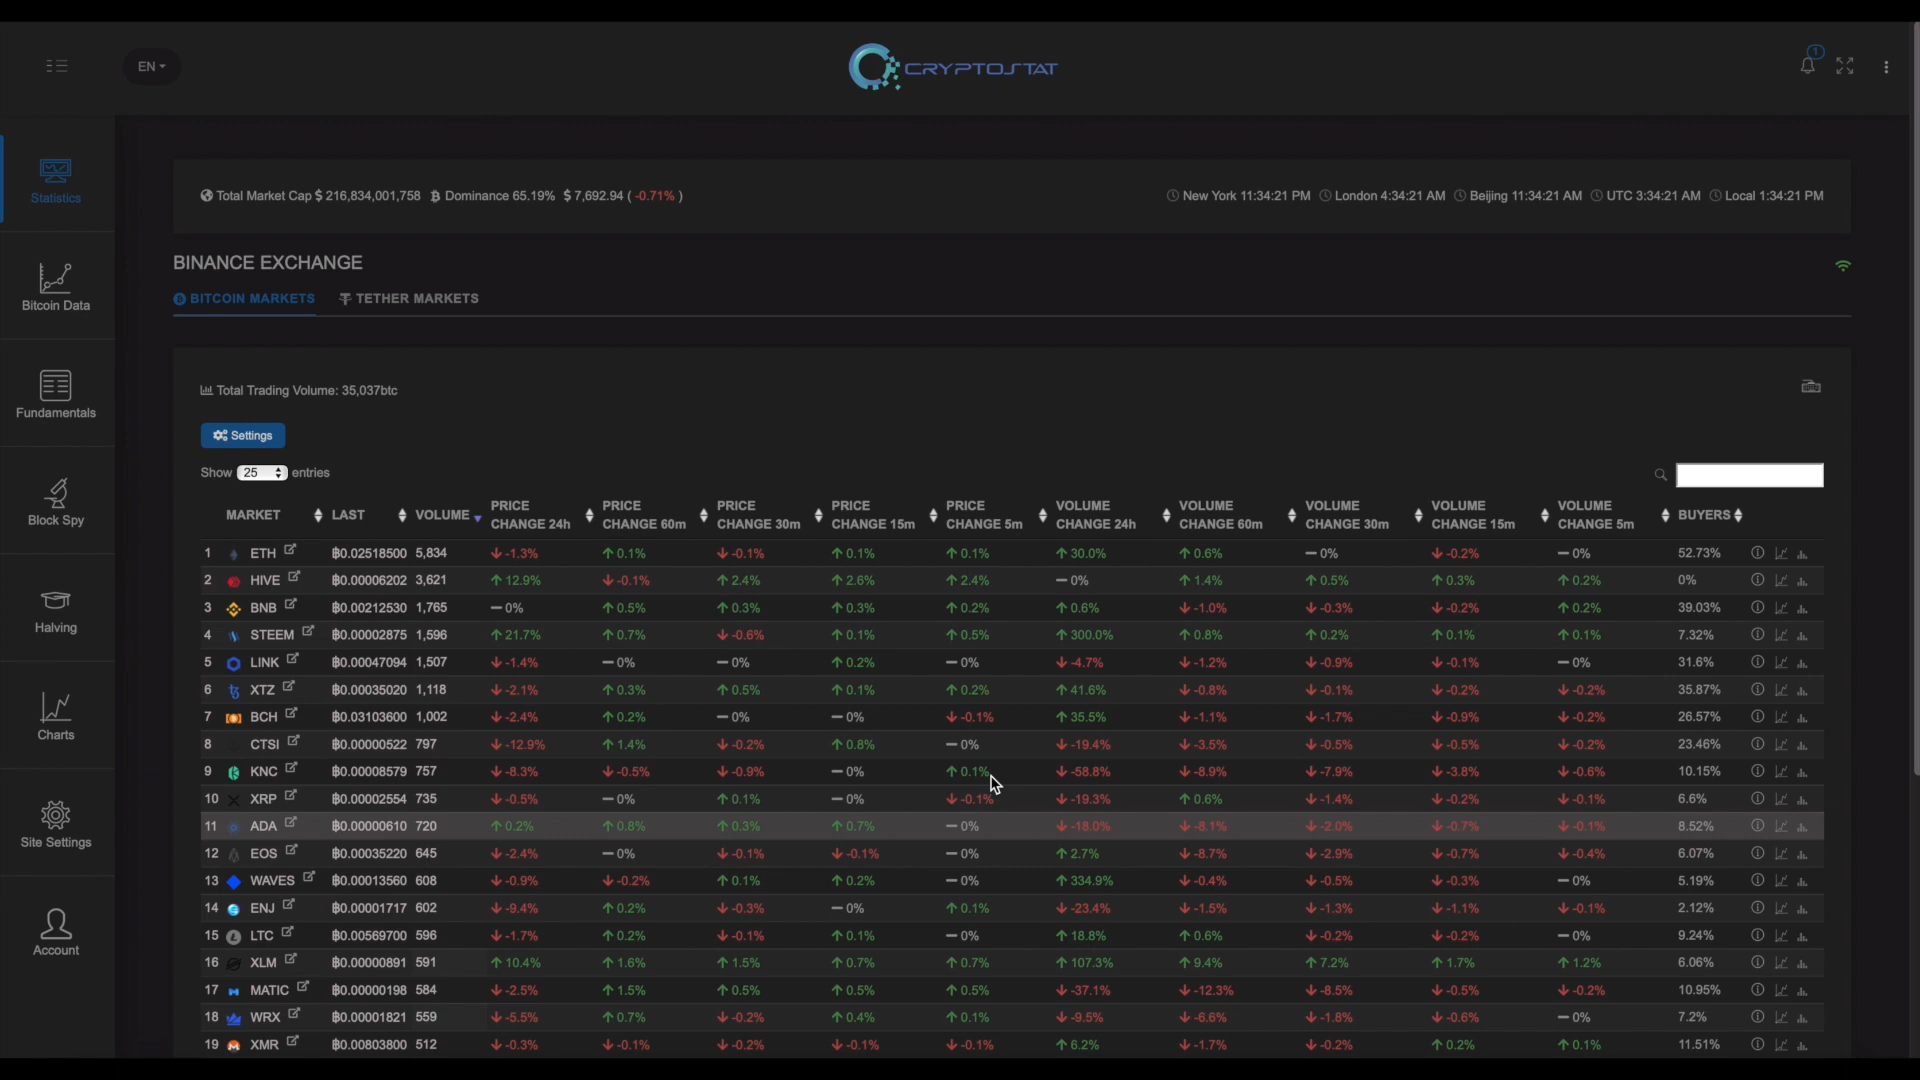 EN
CRYPTOSTAT
1
Statistics
Bitcoin Data
Fundamentals
Block Spy
Halving
Charts
Site Settings
Account
Total Market Cap $ 216,834,001,758 Dominance 65.19% $ 7,692.94 ( -0.71% )
New York 11:34:21 PM London 4:34:21 AM Beijing 11:34:21 AM UTC 3:34:21 AM Local 1:34:21 PM
BINANCE EXCHANGE
BITCOIN MARKETS TETHER MARKETS
Total Trading Volume: 35,037btc
Settings
Show 25 entries
MARKET LAST VOLUME PRICE CHANGE 24h PRICE CHANGE 60m PRICE CHANGE 30m PRICE CHANGE 15m PRICE CHANGE 5m VOLUME CHANGE 24h VOLUME CHANGE 60m VOLUME CHANGE 30m VOLUME CHANGE 15m VOLUME CHANGE 5m BUYERS
1 ETH ฿0.02518500 5,834 -1.3% 0.1% -0.1% 0.1% 0.1% 30.0% 0.6% 0% -0.2% 0% 52.73%
2 HIVE ฿0.00006202 3,621 12.9% -0.1% 2.4% 2.6% 2.4% 0% 1.4% 0.5% 0.3% 0.2% 0%
3 BNB ฿0.00212530 1,765 0% 0.5% 0.3% 0.3% 0.2% 0.6% -1.0% -0.3% -0.2% 0.2% 39.03%
4 STEEM ฿0.00002875 1,596 21.7% 0.7% -0.6% 0.1% 0.5% 300.0% 0.8% 0.2% 0.1% 0.1% 7.32%
5 LINK ฿0.00047094 1,507 -1.4% 0% 0% 0.2% 0% -4.7% -1.2% -0.9% -0.1% 0% 31.6%
6 XTZ ฿0.00035020 1,118 -2.1% 0.3% 0.5% 0.1% 0.2% 41.6% -0.8% -0.1% -0.2% -0.2% 35.87%
7 BCH ฿0.03103600 1,002 -2.4% 0.2% 0% 0% -0.1% 35.5% -1.1% -1.7% -0.9% -0.2% 26.57%
8 CTSI ฿0.00000522 797 -12.9% 1.4% -0.2% 0.8% 0% -19.4% -3.5% -0.5% -0.5% -0.2% 23.46%
9 KNC ฿0.00008579 757 -8.3% -0.5% -0.9% 0% 0.1% -58.8% -8.9% -7.9% -3.8% -0.6% 10.15%
10 XRP ฿0.00002554 735 -0.5% 0% 0.1% 0% -0.1% -19.3% 0.6% -1.4% -0.2% -0.1% 6.6%
11 ADA ฿0.00000610 720 0.2% 0.8% 0.3% 0.7% 0% -18.0% -8.1% -2.0% -0.7% -0.1% 8.52%
12 EOS ฿0.00035220 645 -2.4% 0% -0.1% -0.1% 0% 2.7% -8.7% -2.9% -0.7% -0.4% 6.07%
13 WAVES ฿0.00013560 608 -0.9% -0.2% 0.1% 0.2% 0% 334.9% -0.4% -0.5% -0.3% 0% 5.19%
14 ENJ ฿0.00001717 602 -9.4% 0.2% -0.3% 0% 0.1% -23.4% -1.5% -1.3% -1.1% -0.1% 2.12%
15 LTC ฿0.00569700 596 -1.7% 0.2% -0.1% 0.1% 0% 18.8% 0.6% -0.2% -0.2% 0% 9.24%
16 XLM ฿0.00000891 591 10.4% 1.6% 1.5% 0.7% 0.7% 107.3% 9.4% 7.2% 1.7% 1.2% 6.06%
17 MATIC ฿0.00000198 584 -2.5% 1.5% 0.5% 0.5% 0.5% -37.1% -12.3% -8.5% -0.5% -0.2% 10.95%
18 WRX ฿0.00001821 559 -5.5% 0.7% -0.2% 0.4% 0.1% -9.5% -6.6% -1.8% -0.6% 0% 7.2%
19 XMR ฿0.00803800 512 -0.3% -0.1% -0.2% -0.1% -0.1% 6.2% -1.7% -0.2% 0.2% 0.1% 11.51%